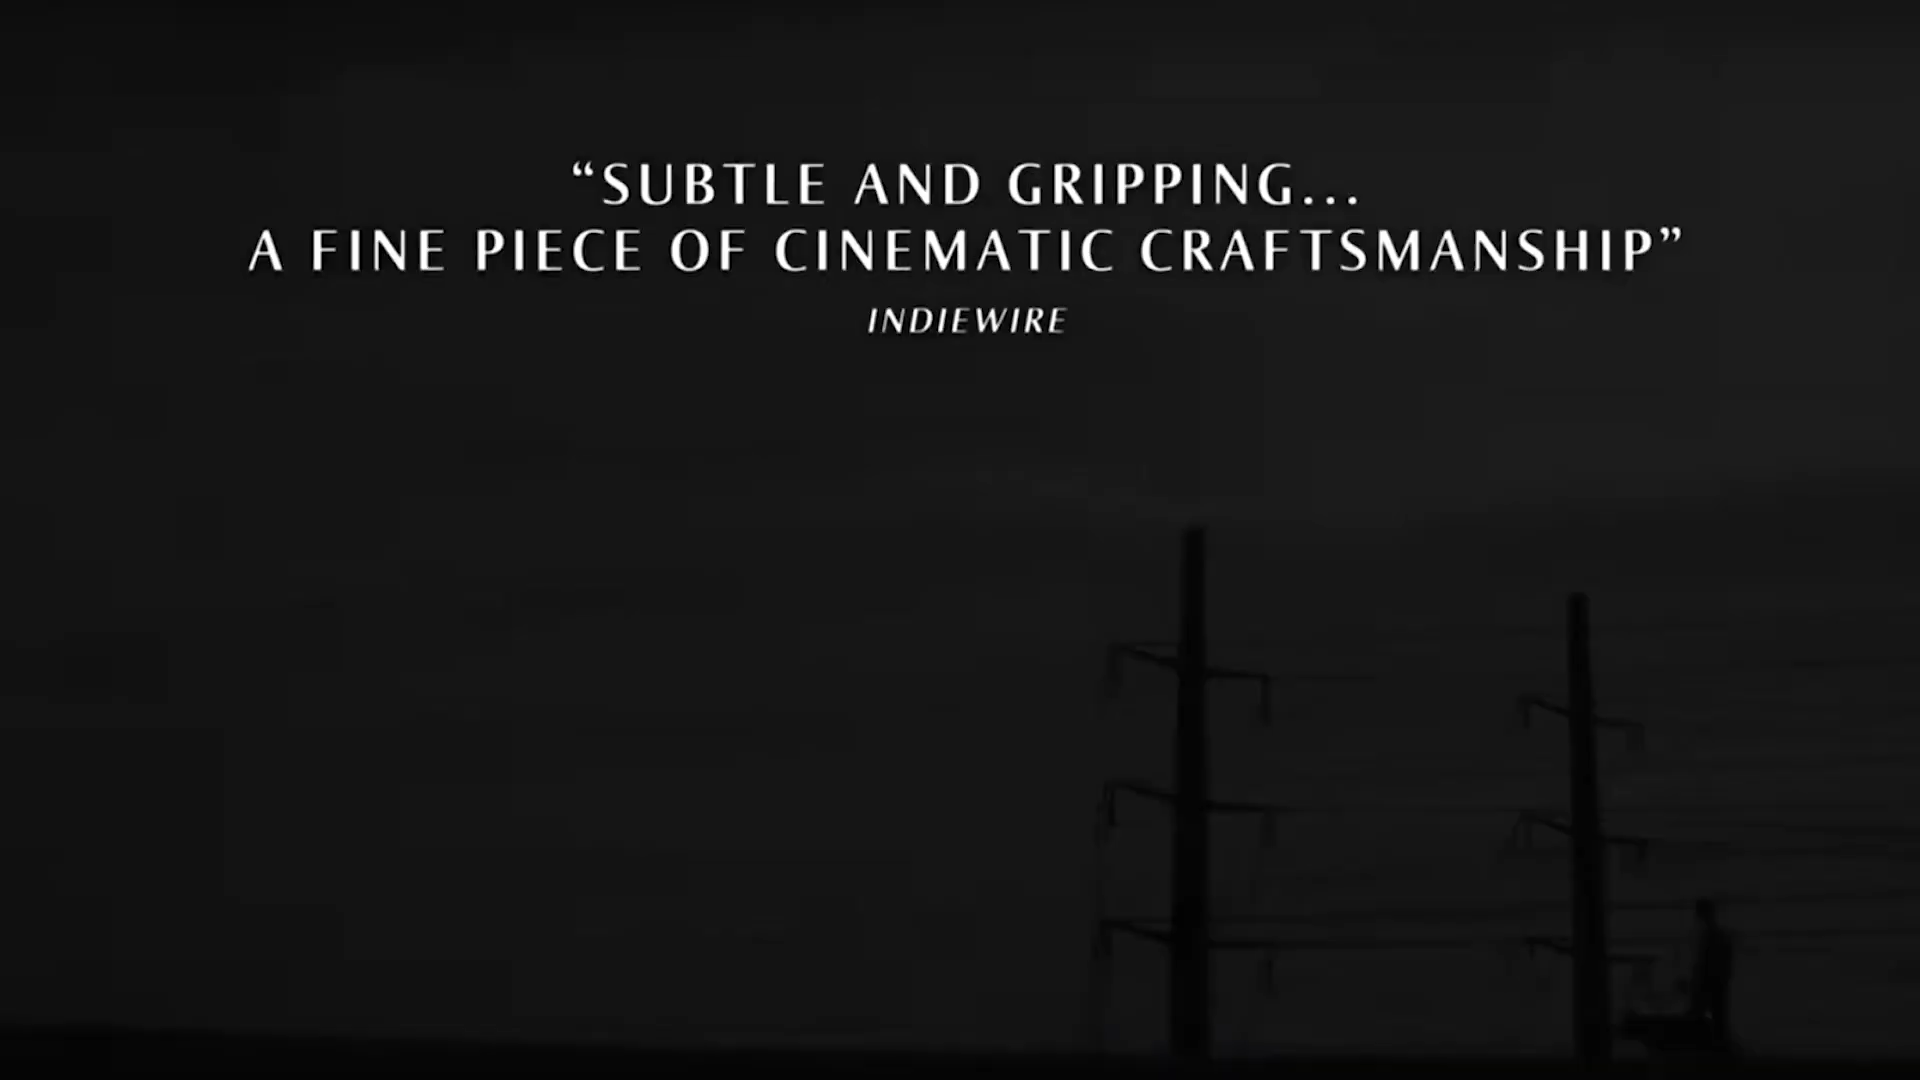 “SUBTLE AND GRIPPING...
A FINE PIECE OF CINEMATIC CRAFTSMANSHIP”
INDIEWIRE